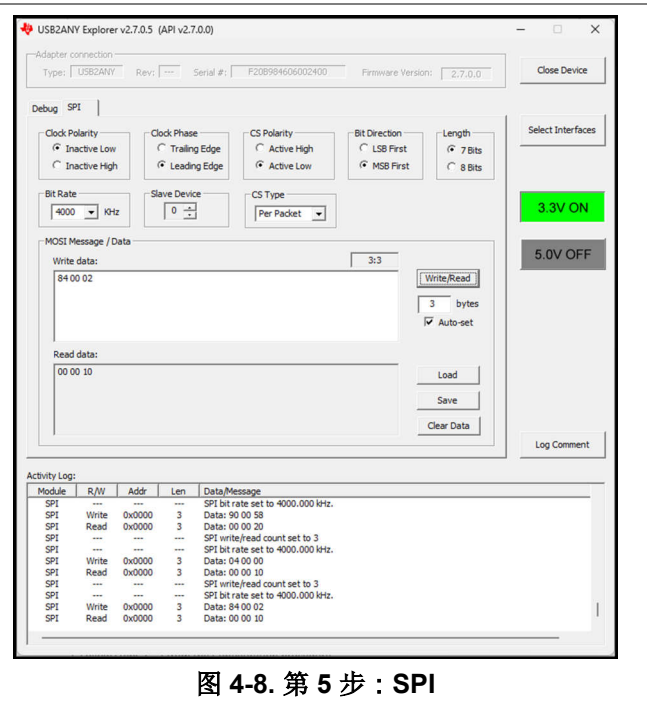 USB2ANY Explorer v2.7.0.5 (API v2.7.0.0)
Adapter connection
Type: USB2ANY Rev: --- Serial #: F208984606002400 Firmware Version: 2.7.0.0
Close Device
Debug SPI
Select Interfaces
Clock Polarity Clock Phase CS Polarity Bit Direction Length
Inactive Low Trailing Edge Active High LSB First 7 Bits
Inactive High Leading Edge Active Low MSB First 8 Bits
Bit Rate Slave Device CS Type
4000 KHz 0 Per Packet
3.3V ON
MOSI Message / Data
Write data: 3:3
5.0V OFF
84 00 02 Write/Read
3 bytes
Auto-set
Read data:
00 00 10 Load
Save
Clear Data
Log Comment
Activity Log:
Module R/W Addr Len Data/Message
SPI --- --- --- SPI bit rate set to 4000.000 kHz.
SPI Write 0x0000 3 Data: 90 00 58
SPI Read 0x0000 3 Data: 00 00 20
SPI --- --- --- SPI write/read count set to 3
SPI --- --- --- SPI bit rate set to 4000.000 kHz.
SPI Write 0x0000 3 Data: 04 00 00
SPI Read 0x0000 3 Data: 00 00 10
SPI --- --- --- SPI write/read count set to 3
SPI --- --- --- SPI bit rate set to 4000.000 kHz.
SPI Write 0x0000 3 Data: 84 00 02
SPI Read 0x0000 3 Data: 00 00 10
图 4-8. 第 5 步：SPI